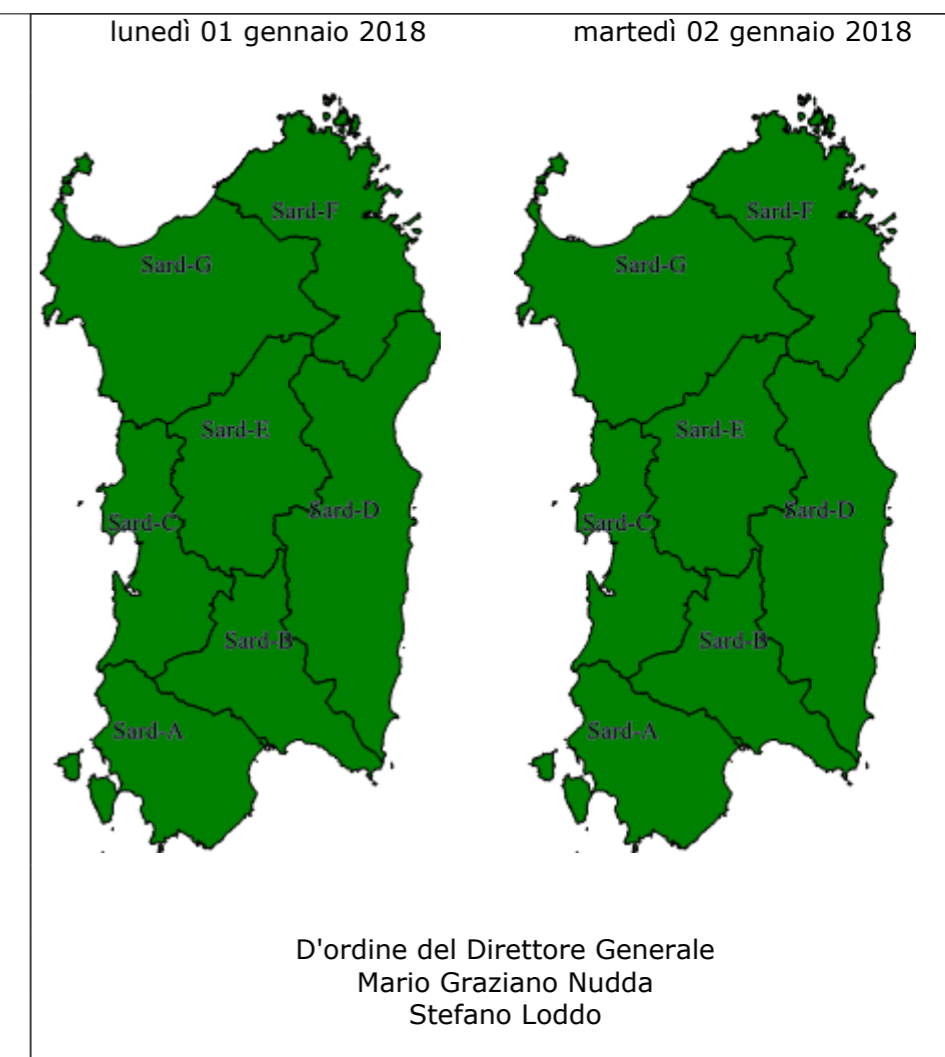 lunedì 01 gennaio 2018
martedì 02 gennaio 2018
Sard-F
Sard-G
Sard-E
Sard-D
Sard-C
Sard-B
Sard-A
Sard-F
Sard-G
Sard-E
Sard-D
Sard-C
Sard-B
Sard-A
D'ordine del Direttore Generale
Mario Graziano Nudda
Stefano Loddo